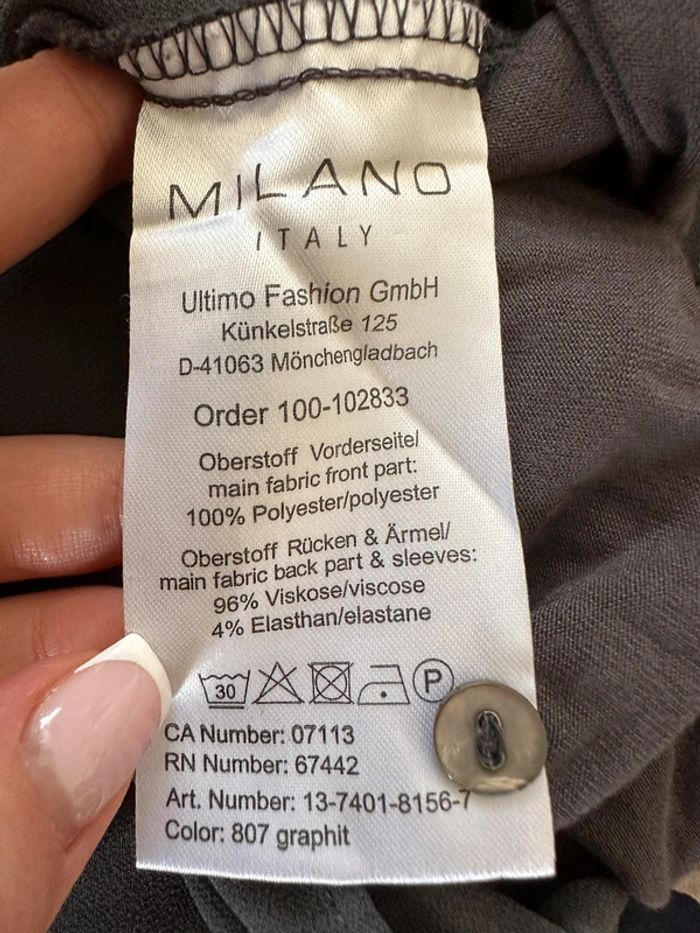 MILANO
ITALY
Ultimo Fashion GmbH
Künkelstraße 125
D-41063 Mönchengladbach
Order 100-102833
Oberstoff Vorderseite/
main fabric front part:
100% Polyester/polyester
Oberstoff Rücken & Ärmel/
main fabric back part & sleeves:
96% Viskose/viscose
4% Elasthan/elastane
30 P
CA Number: 07113
RN Number: 67442
Art. Number: 13-7401-8156-7
Color: 807 graphit